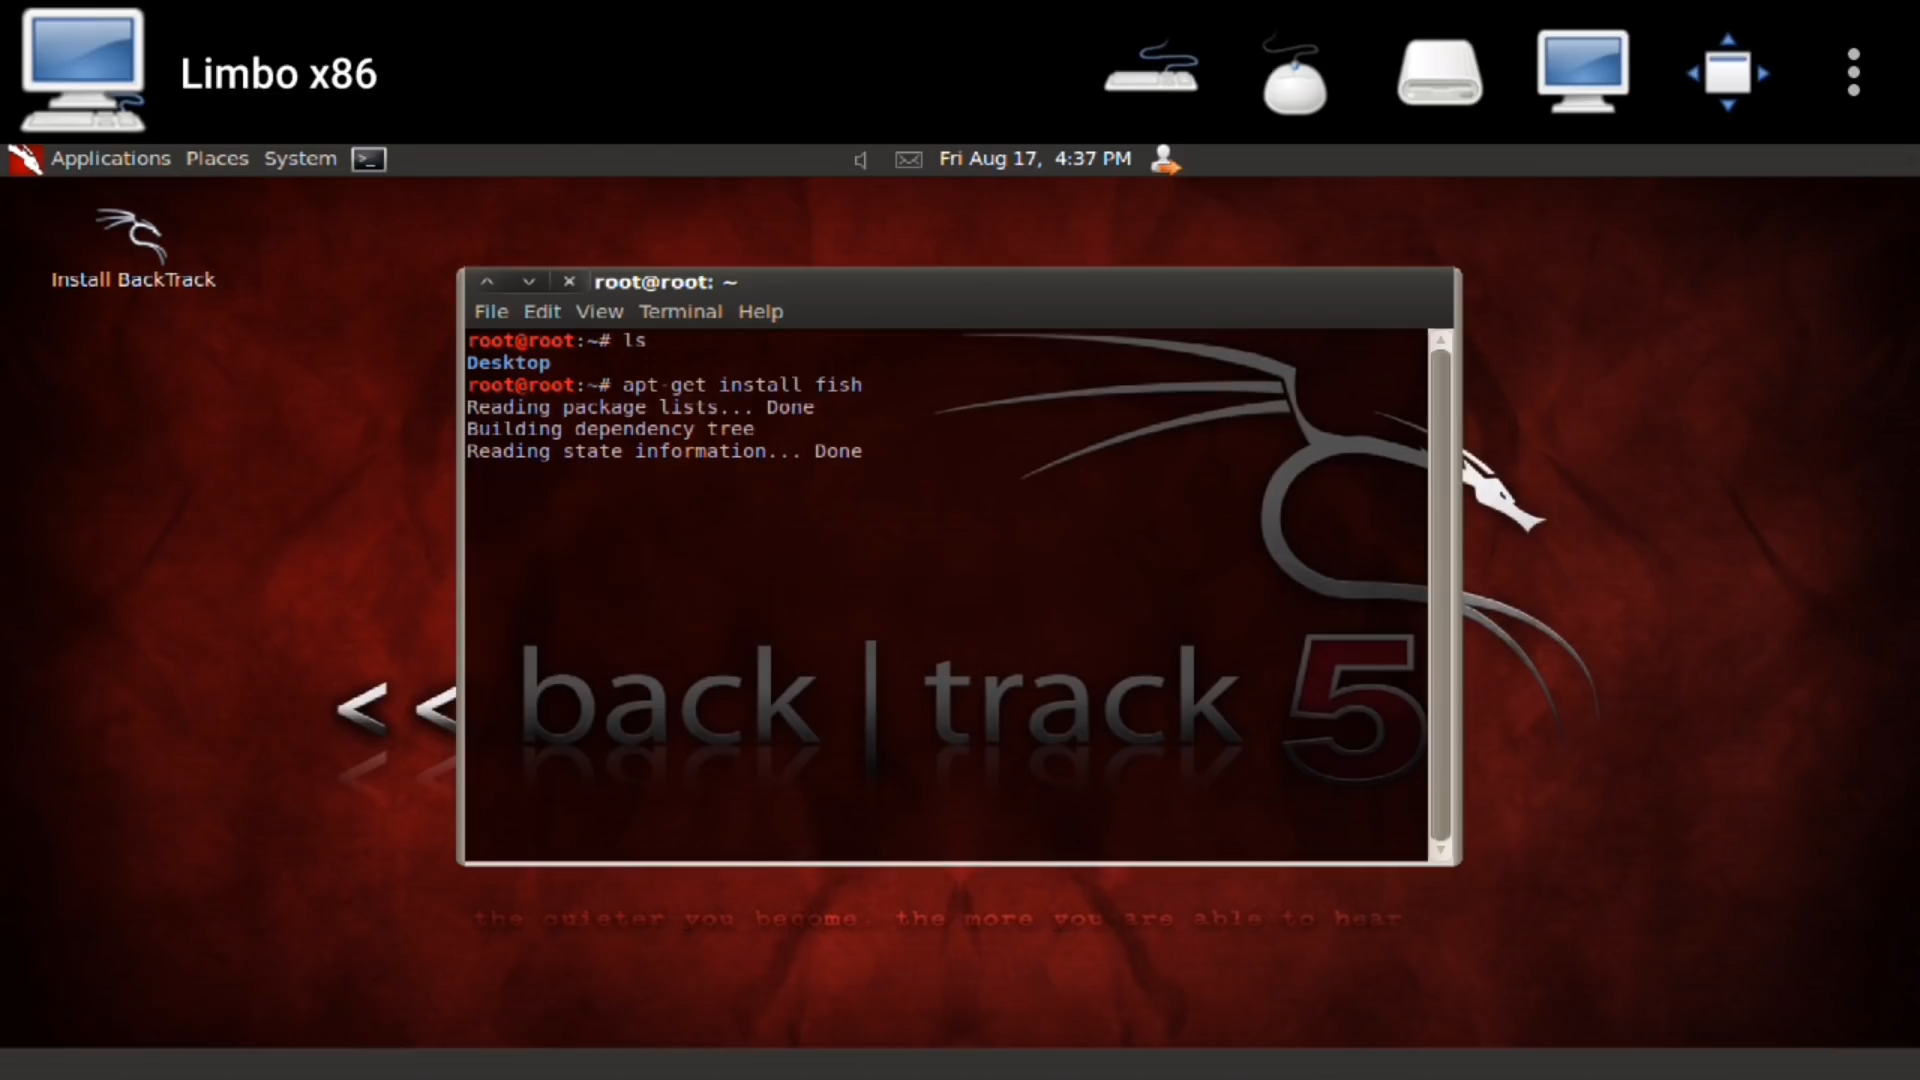 Limbo x86
Applications Places System
Fri Aug 17, 4:37 PM
Install BackTrack
root@root: ~
File Edit View Terminal Help
root@root:~# ls
Desktop
root@root:~# apt-get install fish
Reading package lists... Done
Building dependency tree
Reading state information... Done
<< back | track 5
the quieter you become, the more you are able to hear